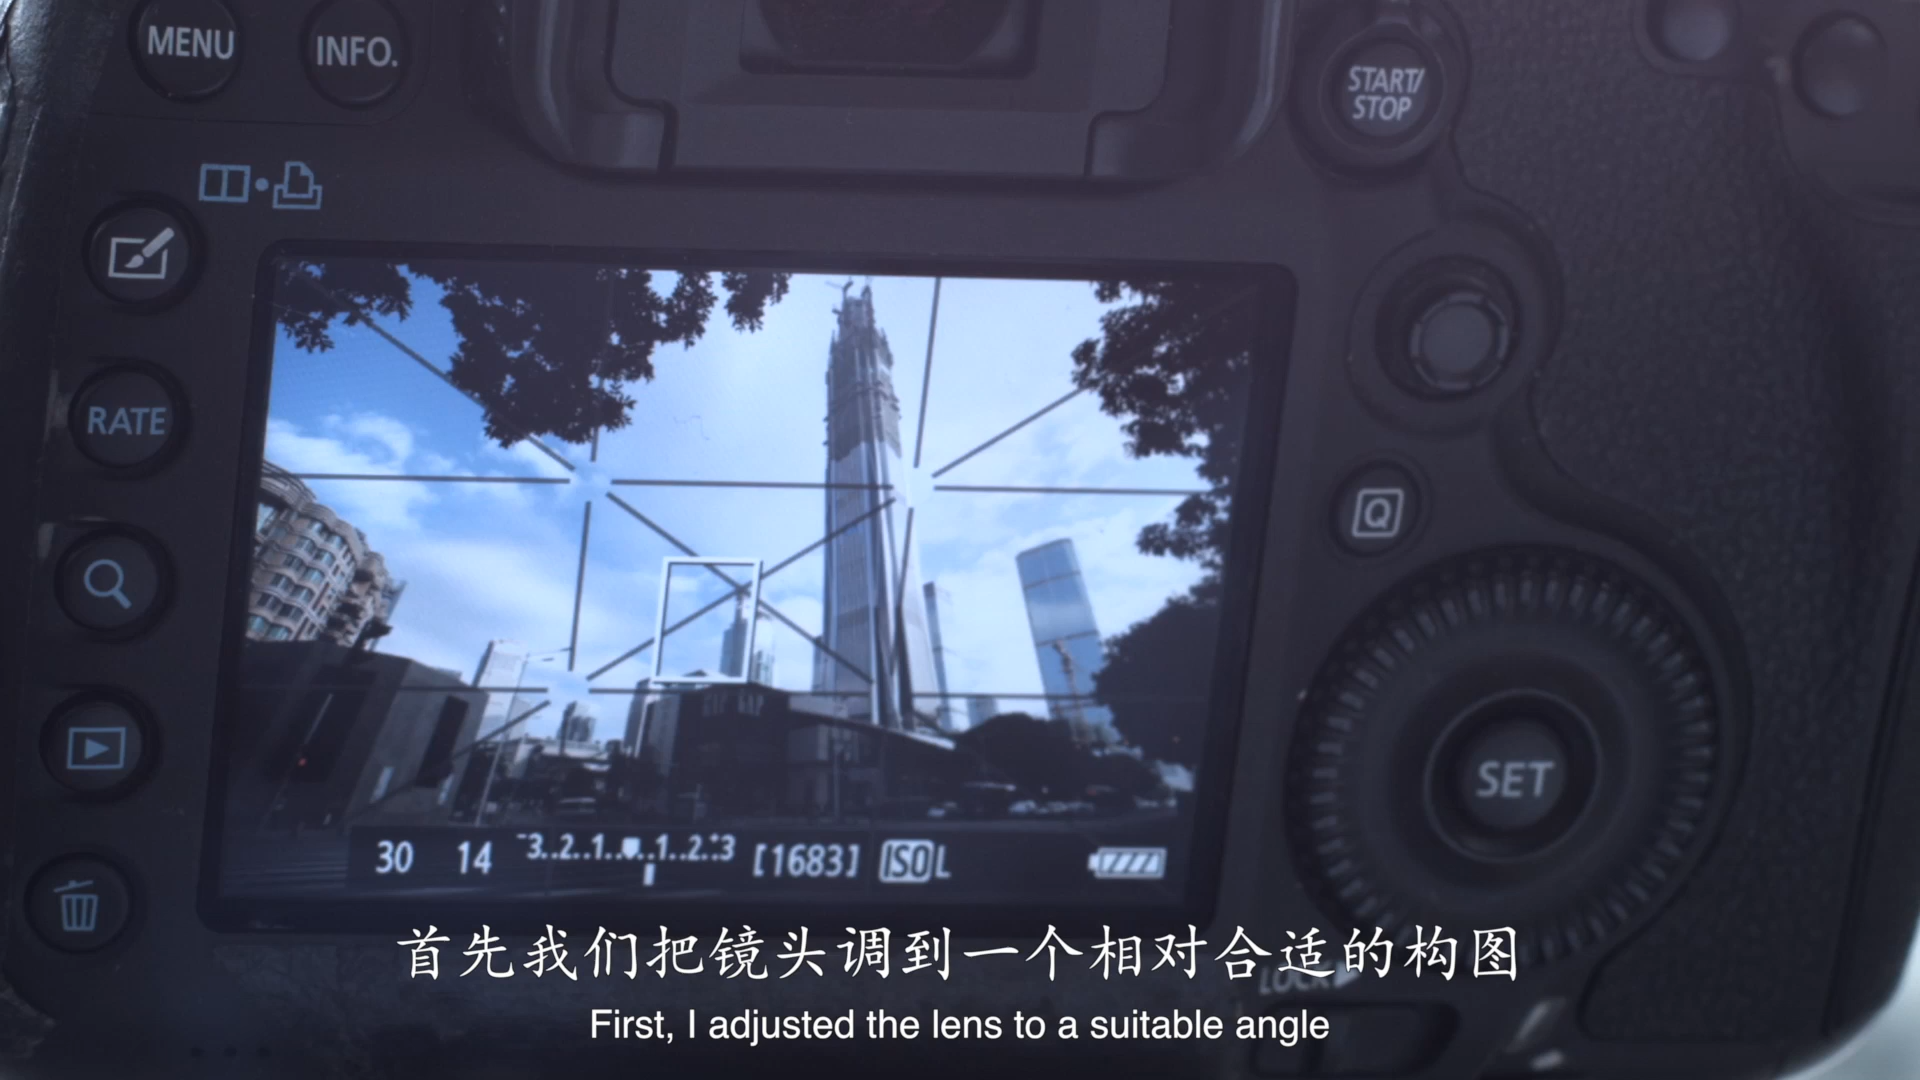 MENU
INFO.
START/
STOP
RATE
Q
SET
30 14 -3..2..1....1..2..+3 [1683] ISO L
LOCK
首先我们把镜头调到一个相对合适的构图
First, I adjusted the lens to a suitable angle